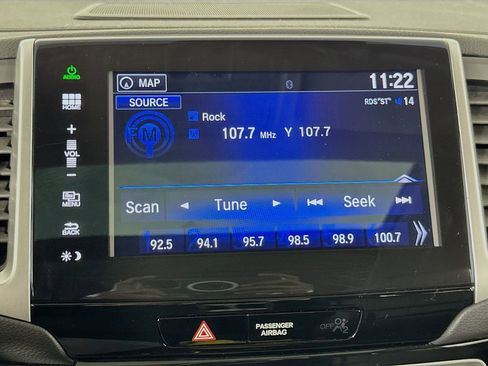 AUDIO
MAP
11:22
SOURCE
RDS "ST" 14
FM
Rock
107.7 MHz Y 107.7
HOME
+
VOL
−
MENU
BACK
Scan Tune Seek
92.5 94.1 95.7 98.5 98.9 100.7
PASSENGER
AIRBAG
OFF 2